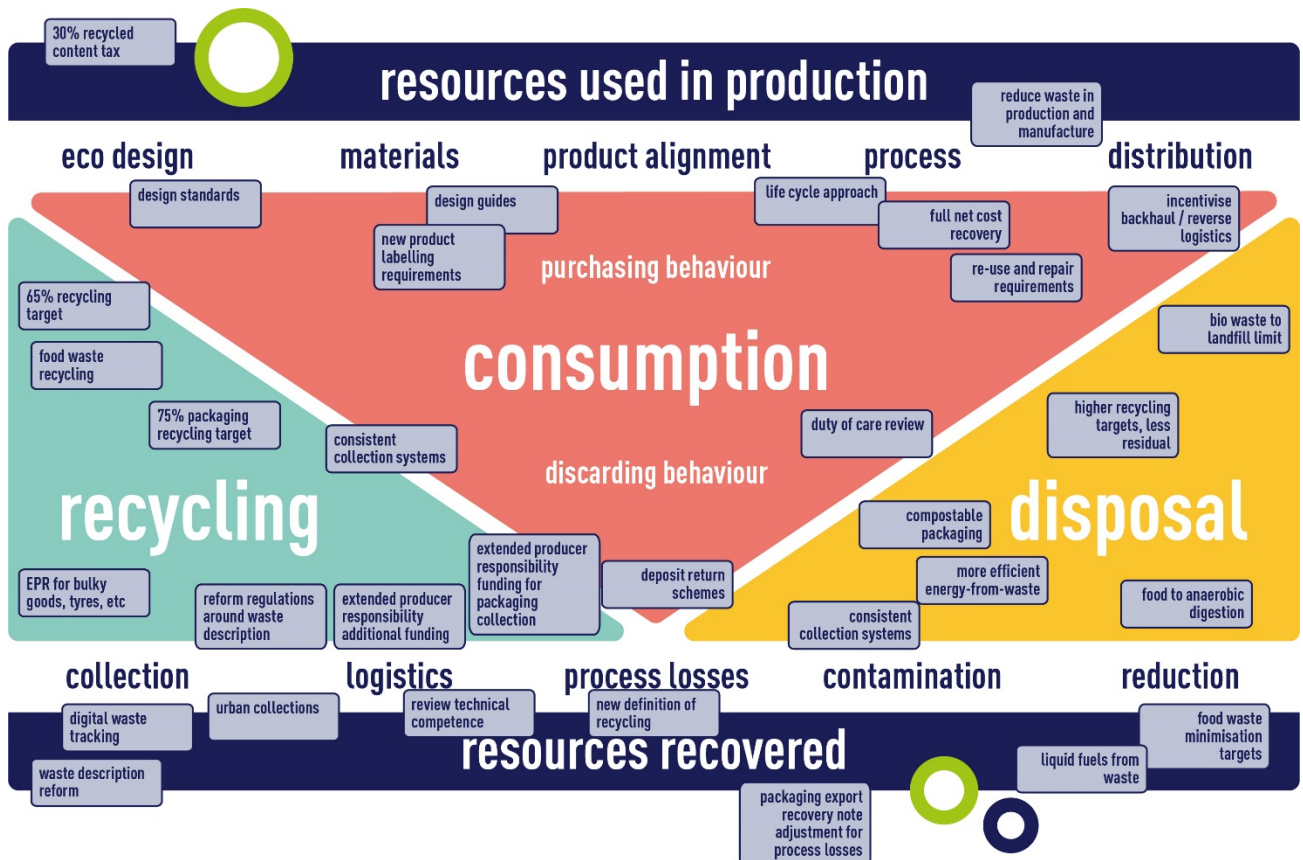 30% recycled
content tax
resources used in production
reduce waste in
production and
manufacture
eco design
materials
product alignment
process
distribution
design standards
design guides
life cycle approach
incentivise
backhaul / reverse
logistics
full net cost
recovery
new product
labelling
requirements
purchasing behaviour
re-use and repair
requirements
65% recycling
target
bio waste to
landfill limit
food waste
recycling
consumption
75% packaging
recycling target
higher recycling
targets, less
residual
consistent
collection systems
duty of care review
discarding behaviour
recycling
disposal
compostable
packaging
extended producer
responsibility
funding for
packaging
collection
deposit return
schemes
more efficient
energy-from-waste
EPR for bulky
goods, tyres, etc
reform regulations
around waste
description
extended producer
responsibility
additional funding
consistent
collection systems
food to anaerobic
digestion
collection
logistics
process losses
contamination
reduction
digital waste
tracking
urban collections
review technical
competence
new definition of
recycling
food waste
minimisation
targets
resources recovered
liquid fuels from
waste
waste description
reform
packaging export
recovery note
adjustment for
process losses